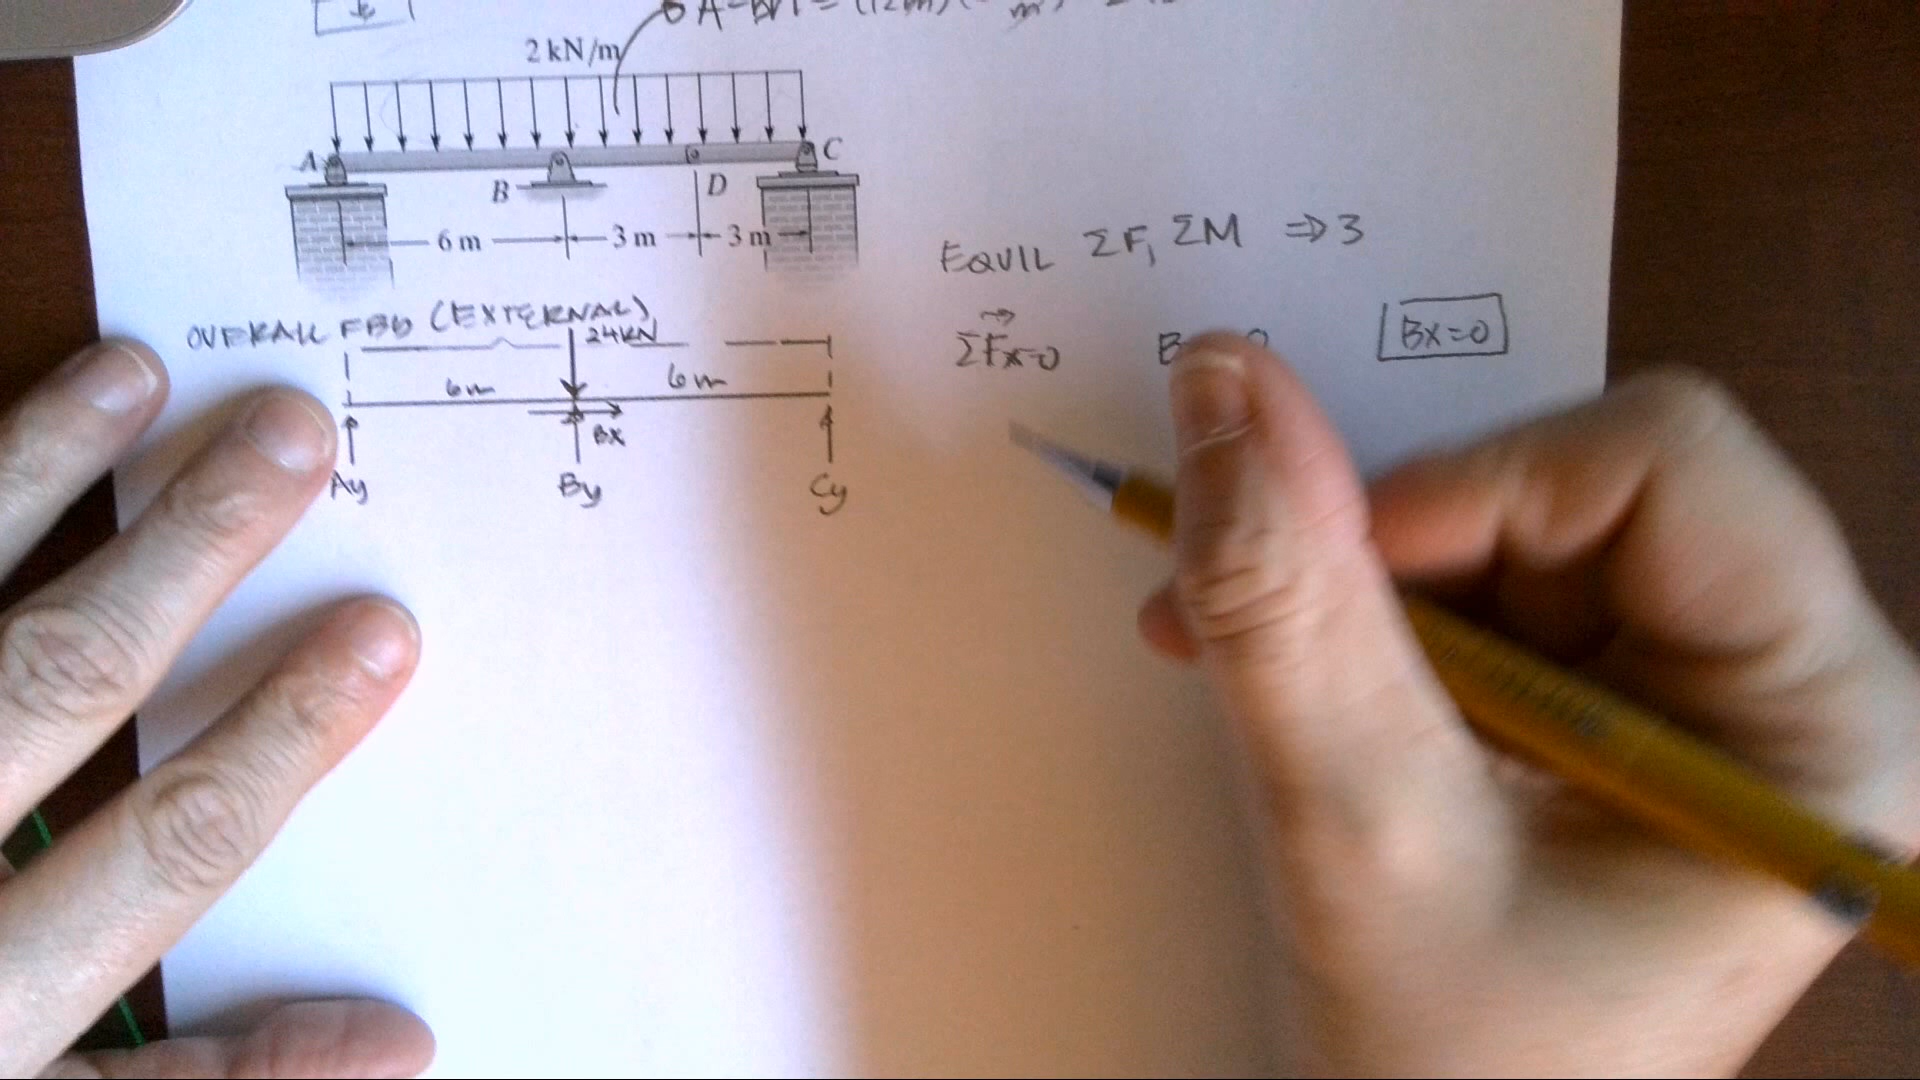 2 kN/m
A
B
D
C
6 m
3 m
3 m
EQUIL ΣF, ΣM ⇒ 3
OVERALL FBD (EXTERNAL)
24KN
6m
6m
ΣFx=0
Bx=0
Bx
Ay
By
Cy